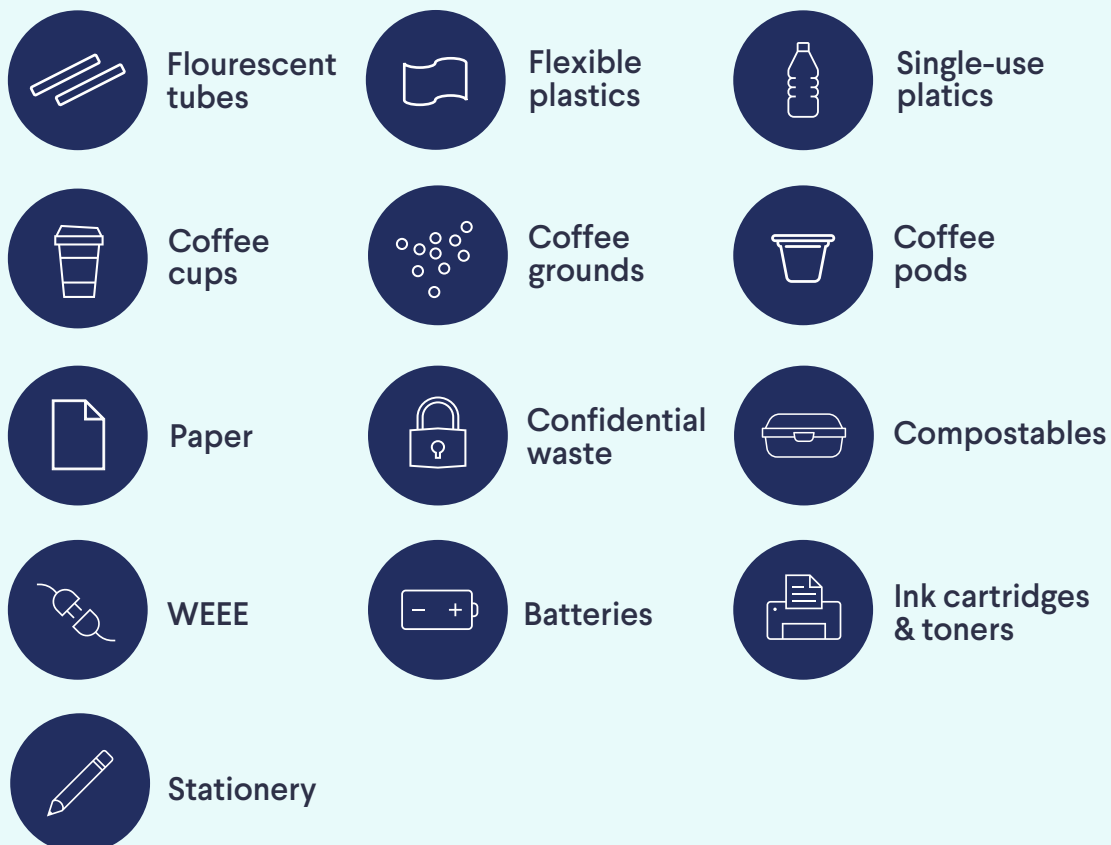 Flourescent
tubes
Flexible
plastics
Single-use
platics
Coffee
cups
Coffee
grounds
Coffee
pods
Paper
Confidential
waste
Compostables
WEEE
Batteries
Ink cartridges
& toners
Stationery